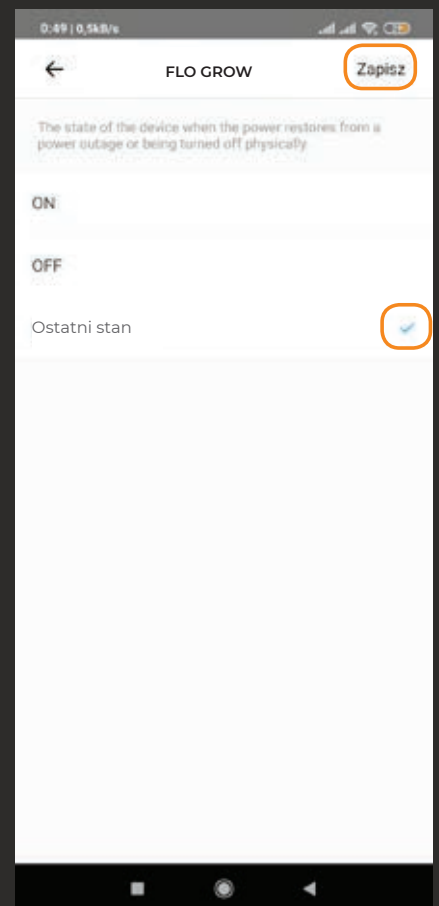 0:49 | 0,5kB/s
FLO GROW
Zapisz
The state of the device when the power restores from a
power outage or being turned off physically
ON
OFF
Ostatni stan